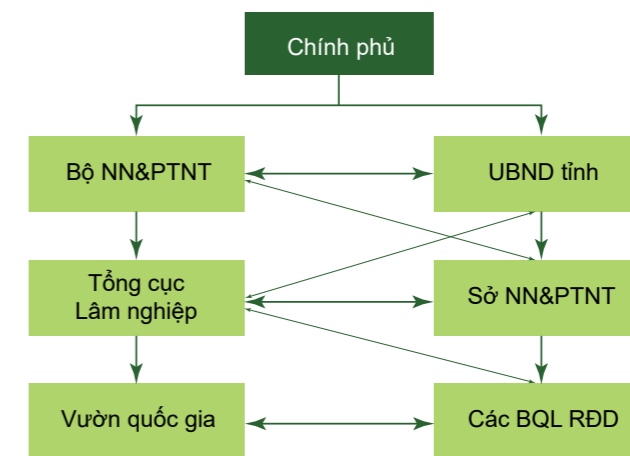 Chính phủ
Bộ NN&PTNT
UBND tỉnh
Tổng cục
Lâm nghiệp
Sở NN&PTNT
Vườn quốc gia
Các BQL RĐD